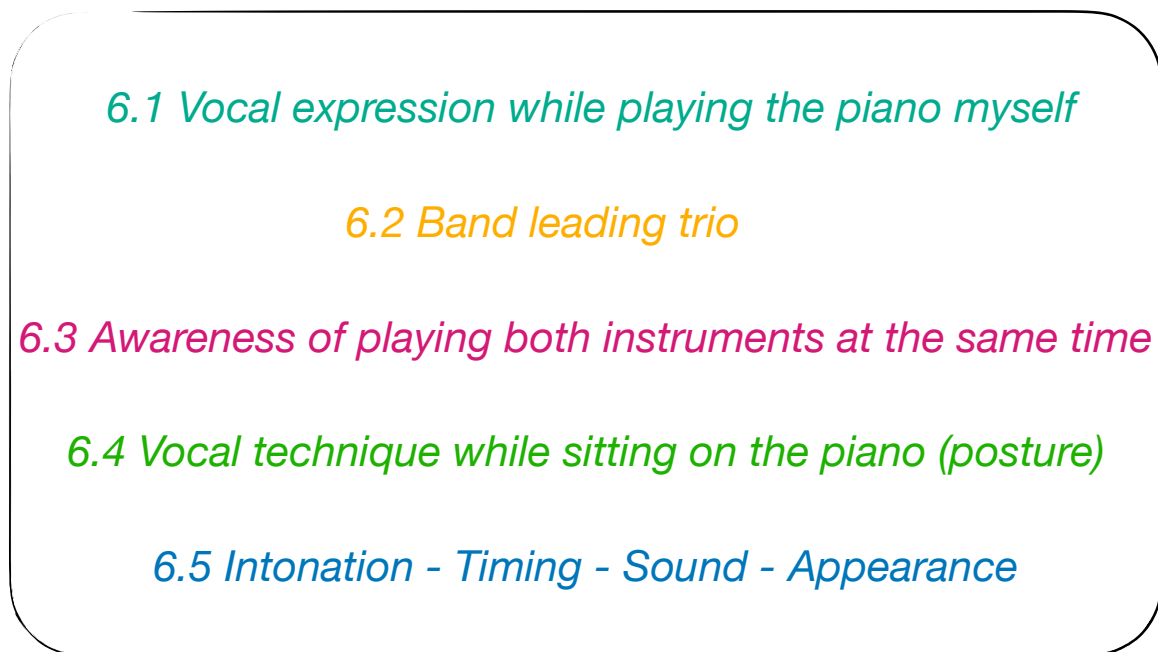 6.1 Vocal expression while playing the piano myself
6.2 Band leading trio
6.3 Awareness of playing both instruments at the same time
6.4 Vocal technique while sitting on the piano (posture)
6.5 Intonation - Timing - Sound - Appearance